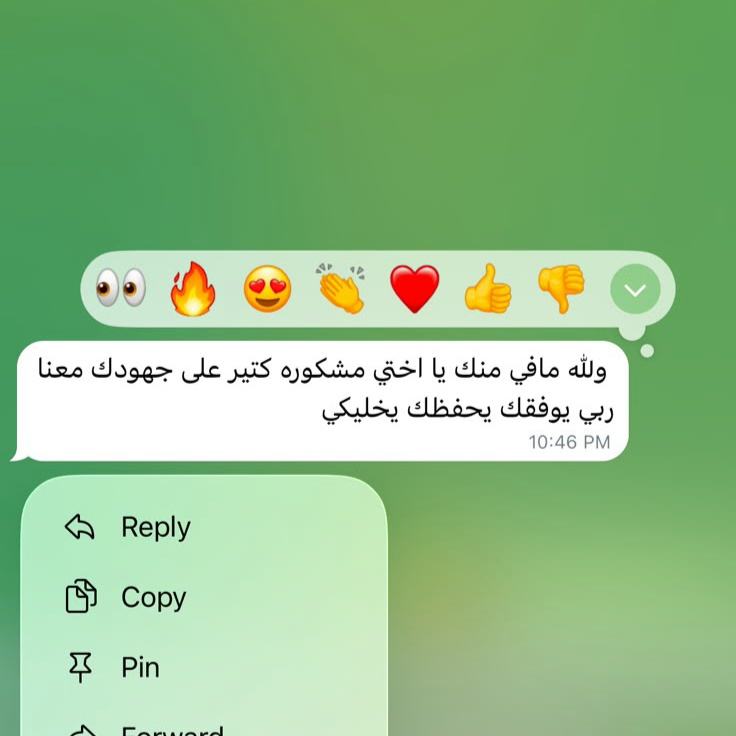 ولله مافي منك يا اختي مشكوره كتير على جهودك معنا
ربي يوفقك يحفظك يخليكي
10:46 PM
Reply
Copy
Pin
Forward